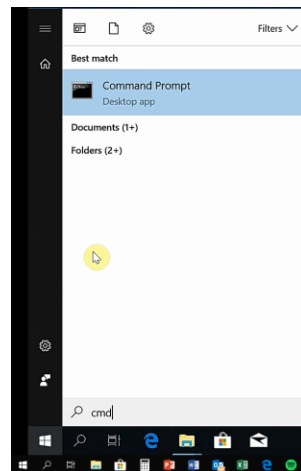 Filters
Best match
Command Prompt
Desktop app
Documents (1+)
Folders (2+)
cmd